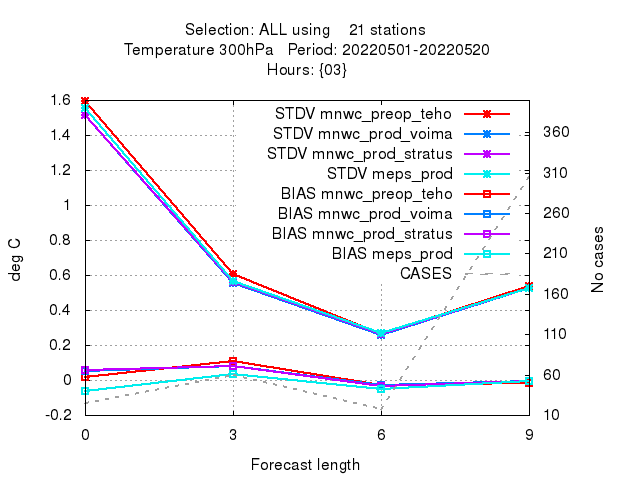 Selection: ALL using 21 stations
Temperature 300hPa Period: 20220501-20220520
Hours: {03}
STDV mnwc_preop_teho
STDV mnwc_prod_voima
STDV mnwc_prod_stratus
STDV meps_prod
BIAS mnwc_preop_teho
BIAS mnwc_prod_voima
BIAS mnwc_prod_stratus
BIAS meps_prod
CASES
1.6
1.4
1.2
1
0.8
0.6
0.4
0.2
0
-0.2
deg C
360
310
260
210
160
110
60
10
No cases
0 3 6 9
Forecast length